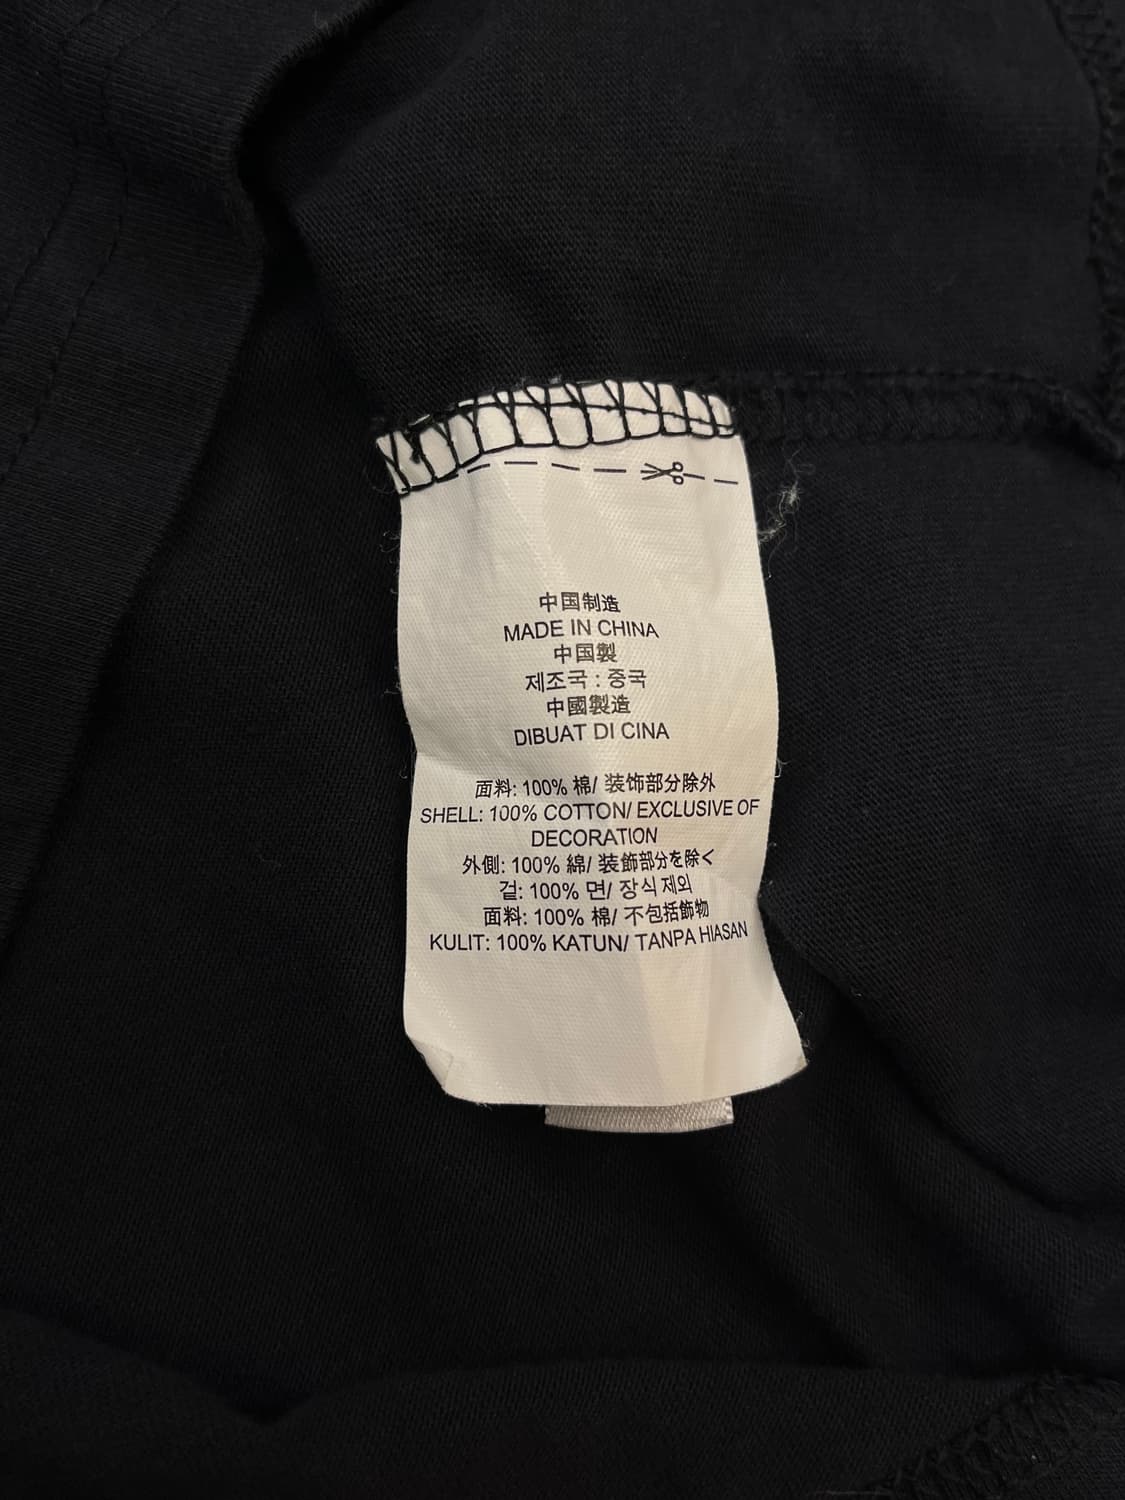 中国制造
MADE IN CHINA
中国製
제조국 : 중국
中國製造
DIBUAT DI CINA
面料: 100% 棉/ 装饰部分除外
SHELL: 100% COTTON/ EXCLUSIVE OF
DECORATION
外側: 100% 綿/ 装飾部分を除く
겉: 100% 면/ 장식 제외
面料: 100% 棉/ 不包括飾物
KULIT: 100% KATUN/ TANPA HIASAN